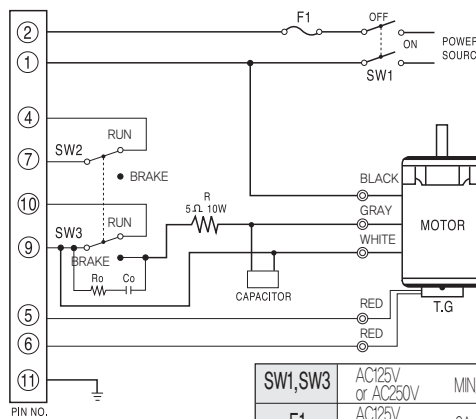 F1
OFF
ON
POWER
SW1
2
1
4
RUN
SW2
7
BRAKE
10
RUN
SW3
9
BRAKE
Ro
Co
R
5Ω 10W
CAPACITOR
BLACK
GRAY
WHITE
MOTOR
T.G
RED
RED
5
6
11
PIN NO.
SW1,SW3
AC125V
or AC250V
MIN
F1
AC125V